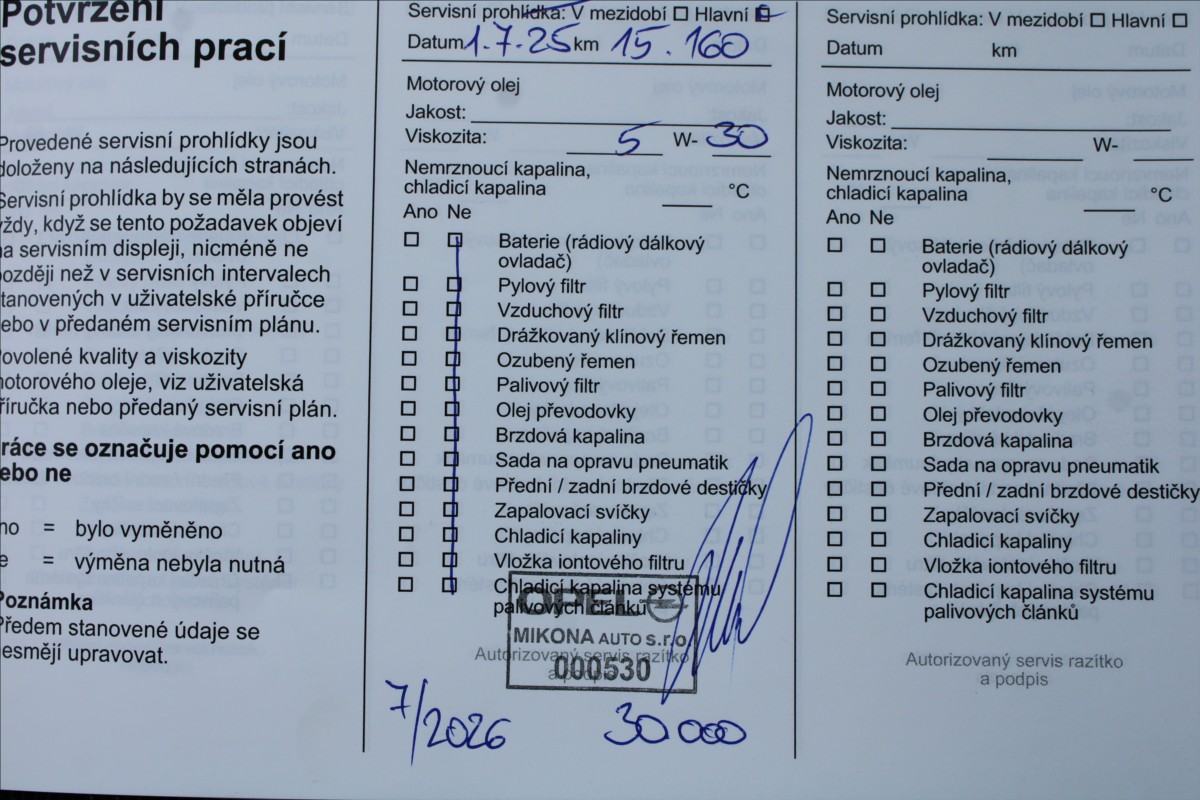 Potvrzení
servisních prací
Provedené servisní prohlídky jsou
doloženy na následujících stranách.
Servisní prohlídka by se měla provést
vždy, když se tento požadavek objeví
na servisním displeji, nicméně ne
později než v servisních intervalech
stanovených v uživatelské příručce
nebo v předaném servisním plánu.
Povolené kvality a viskozity
motorového oleje, viz uživatelská
příručka nebo předaný servisní plán.
Práce se označuje pomocí ano
nebo ne
no = bylo vyměněno
e = výměna nebyla nutná
Poznámka
Předem stanovené údaje se
nesmějí upravovat.
Servisní prohlídka: V mezidobí ☐ Hlavní ☐
Datum 1.7.25 km 15.160
Motorový olej
Jakost:
Viskozita: 5 W- 30
Nemrznoucí kapalina,
chladicí kapalina °C
Ano Ne
Baterie (rádiový dálkový
ovladač)
Pylový filtr
Vzduchový filtr
Drážkovaný klínový řemen
Ozubený řemen
Palivový filtr
Olej převodovky
Brzdová kapalina
Sada na opravu pneumatik
Přední / zadní brzdové destičky
Zapalovací svíčky
Chladicí kapaliny
Vložka iontového filtru
Chladicí kapalina systému
palivových článků
OPEL
MIKONA AUTO s.r.o.
Autorizovaný servis razítko
000530
a podpis
7/2026 30000
Servisní prohlídka: V mezidobí ☐ Hlavní ☐
Datum km
Motorový olej
Jakost:
Viskozita: W-
Nemrznoucí kapalina,
chladicí kapalina °C
Ano Ne
Baterie (rádiový dálkový
ovladač)
Pylový filtr
Vzduchový filtr
Drážkovaný klínový řemen
Ozubený řemen
Palivový filtr
Olej převodovky
Brzdová kapalina
Sada na opravu pneumatik
Přední / zadní brzdové destičky
Zapalovací svíčky
Chladicí kapaliny
Vložka iontového filtru
Chladicí kapalina systému
palivových článků
Autorizovaný servis razítko
a podpis